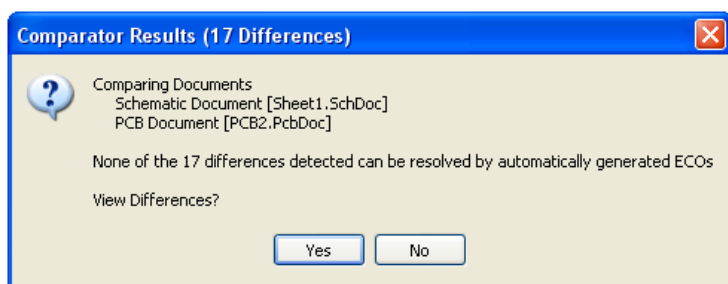 Comparator Results (17 Differences)
Comparing Documents
Schematic Document [Sheet1.SchDoc]
PCB Document [PCB2.PcbDoc]
None of the 17 differences detected can be resolved by automatically generated ECOs
View Differences?
Yes
No